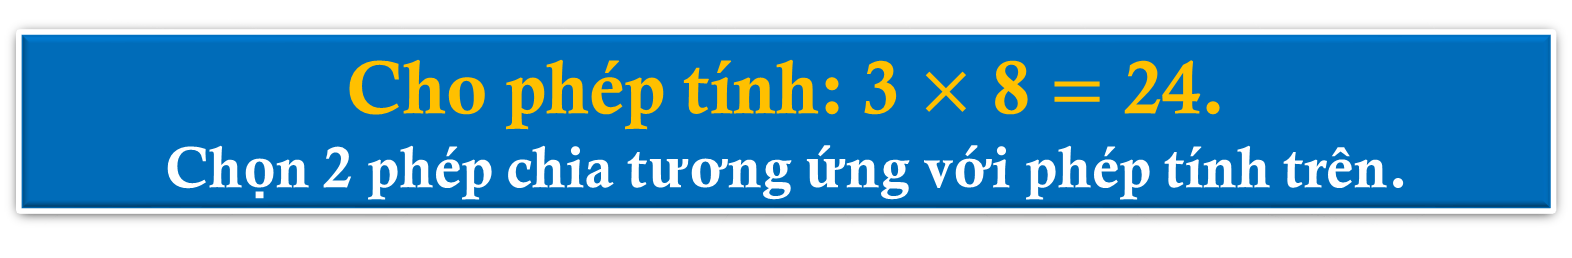 Cho phép tính: 3 × 8 = 24.
Chọn 2 phép chia tương ứng với phép tính trên.